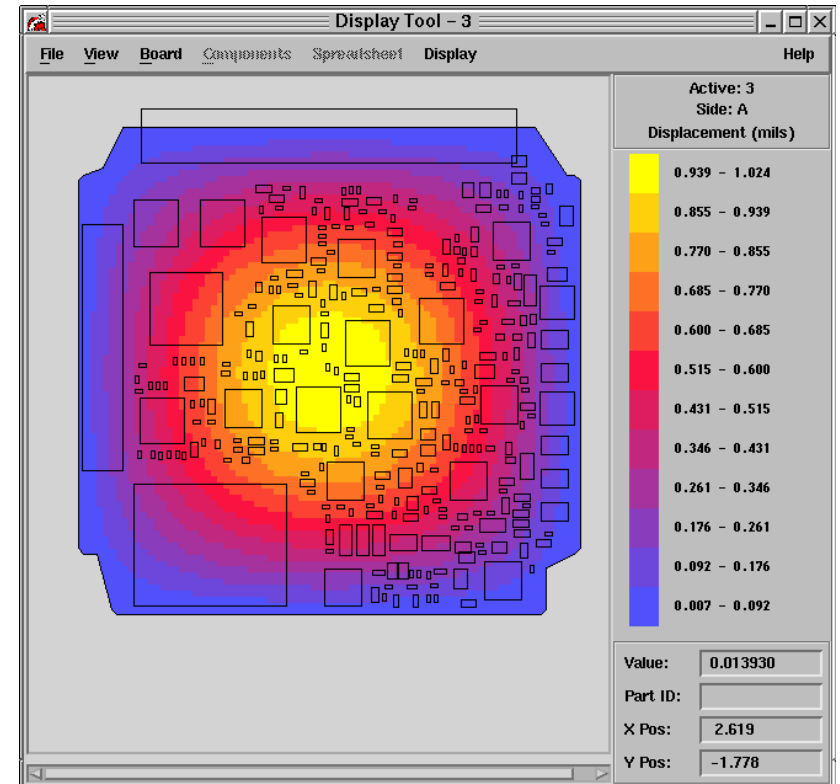 Display Tool – 3
File View Board Components Spreadsheet Display Help
Active: 3
Side: A
Displacement (mils)
0.939 – 1.024
0.855 – 0.939
0.770 – 0.855
0.685 – 0.770
0.600 – 0.685
0.515 – 0.600
0.431 – 0.515
0.346 – 0.431
0.261 – 0.346
0.176 – 0.261
0.092 – 0.176
0.007 – 0.092
Value: 0.013930
Part ID:
X Pos: 2.619
Y Pos: -1.778